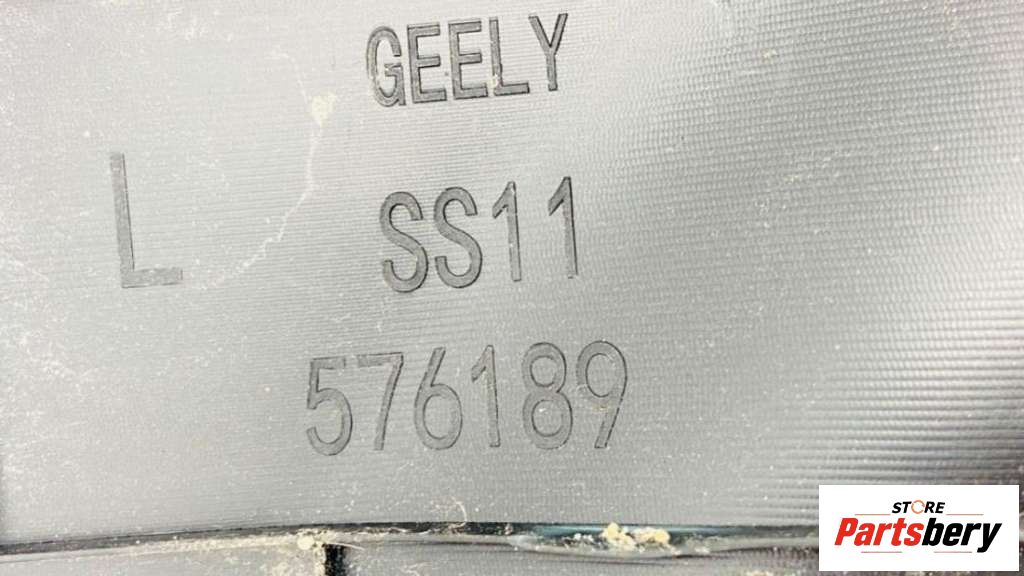 GEELY
L
SS11
576189
STORE
Partsbery